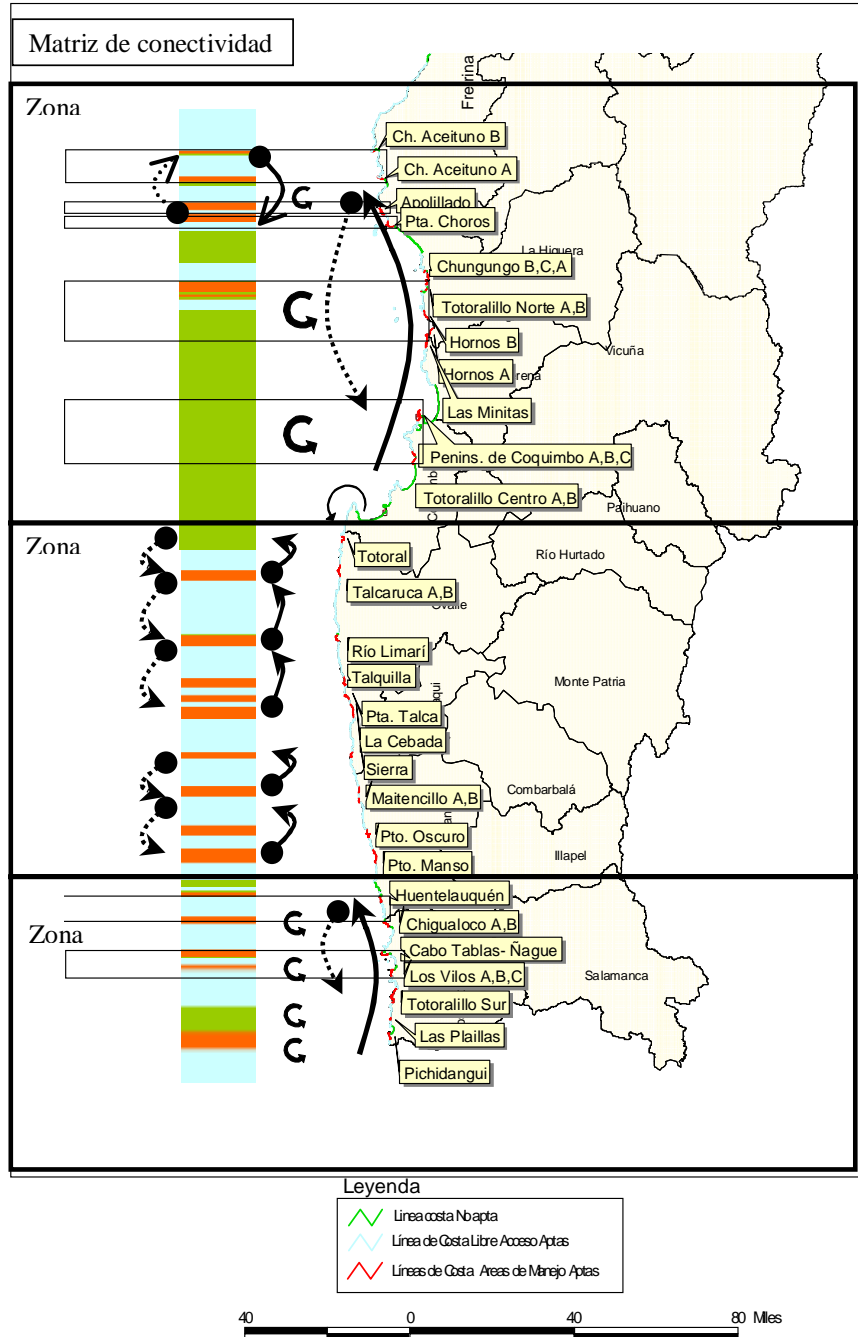 Matriz de conectividad
Freirina
Zona
Ch. Aceituno B
Ch. Aceituno A
Apolillado
Pta. Choros
La Higuera
Chungungo B,C,A
Totoralillo Norte A,B
Hornos B
Vicuña
Hornos A
rena
Las Minitas
Penins. de Coquimbo A,B,C
Totoralillo Centro A,B
Paihuano
Zona
Totoral
Río Hurtado
Talcaruca A,B
Ovalle
Río Limarí
Talquilla
Monte Patria
Pta. Talca
La Cebada
Sierra
Combarbalá
Maitencillo A,B
Pto. Oscuro
Illapel
Pto. Manso
Huentelauquén
Chigualoco A,B
Zona
Cabo Tablas- Ñague
Los Vilos A,B,C
Salamanca
Totoralillo Sur
Las Plaillas
Pichidangui
Leyenda
Linea costa No apta
Línea de Costa Libre Acceso Aptas
Líneas de Costa Areas de Manejo Aptas
40 0 40 80 Miles